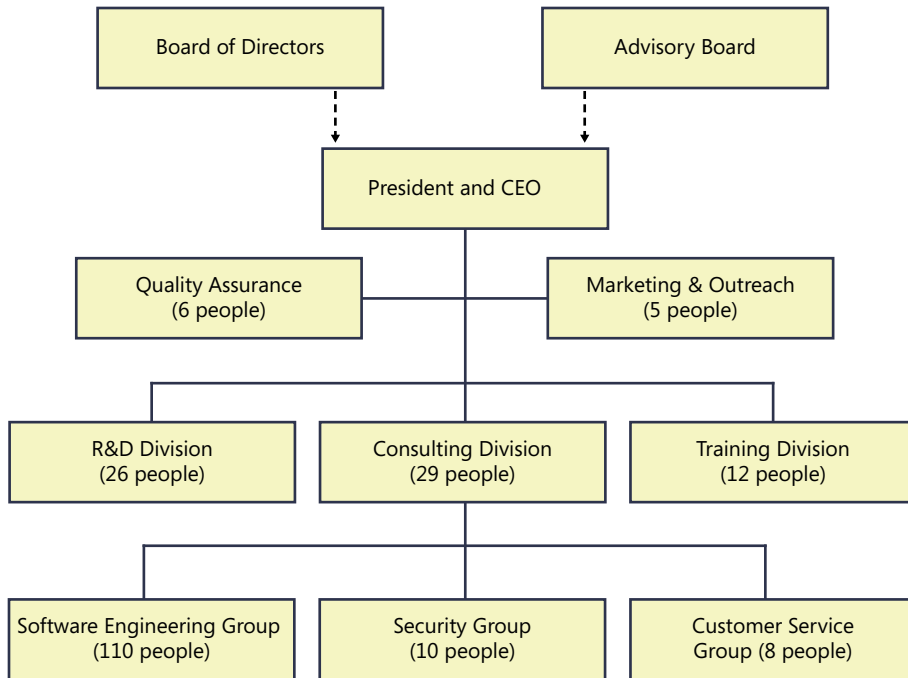 Board of Directors
Advisory Board
President and CEO
Quality Assurance
(6 people)
Marketing & Outreach
(5 people)
R&D Division
(26 people)
Consulting Division
(29 people)
Training Division
(12 people)
Software Engineering Group
(110 people)
Security Group
(10 people)
Customer Service
Group (8 people)